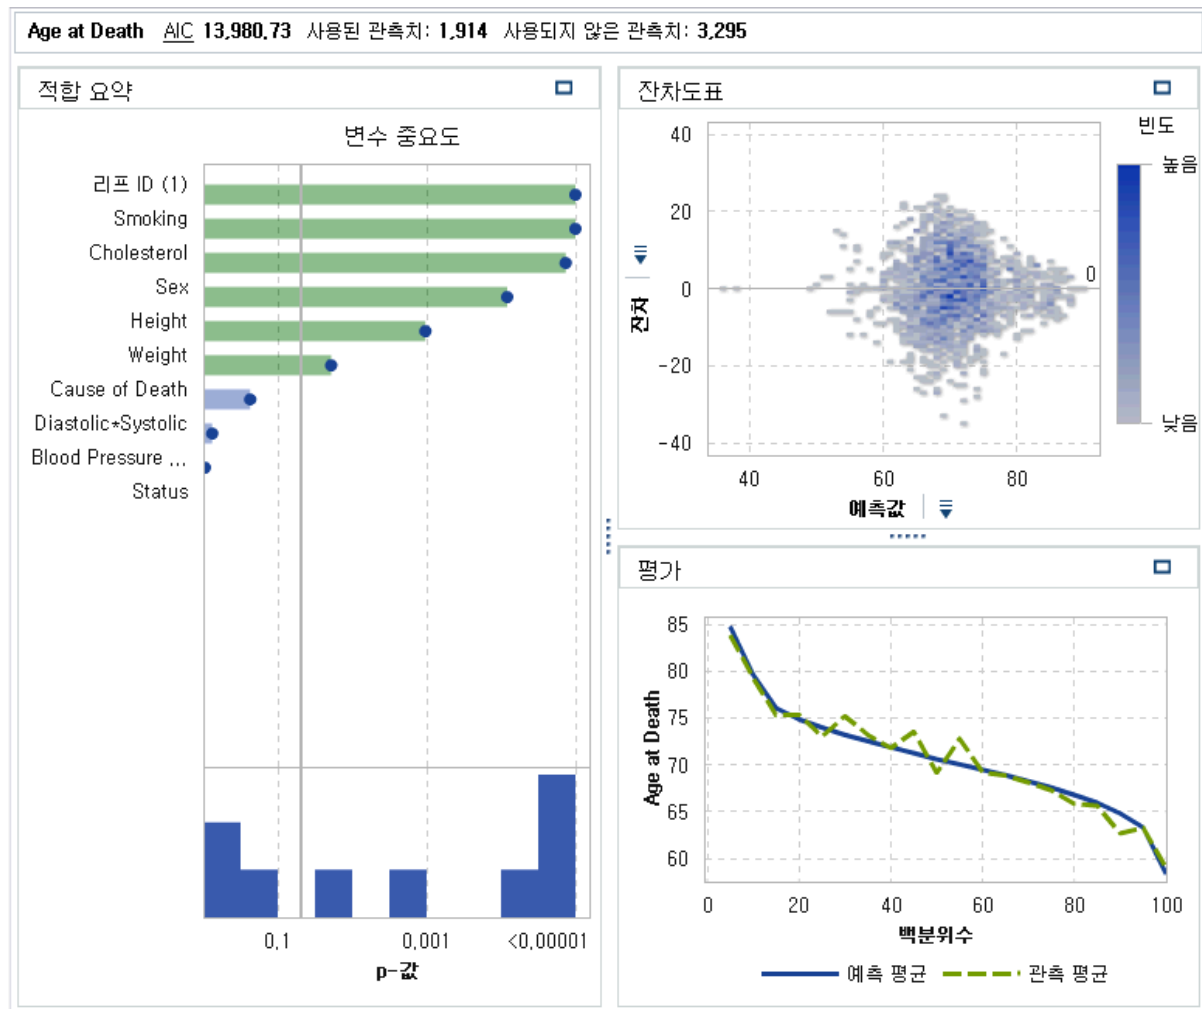 Age at Death AIC 13,980.73 사용된 관측치: 1,914 사용되지 않은 관측치: 3,295
적합 요약
변수 중요도
리프 ID (1)
Smoking
Cholesterol
Sex
Height
Weight
Cause of Death
Diastolic*Systolic
Blood Pressure ...
Status
0.1 0.001 <0.00001
p-값
잔차도표
빈도
높음
낮음
40
20
0
-20
-40
잔차
0
40 60 80
예측값
평가
85
80
75
70
65
60
Age at Death
0 20 40 60 80 100
백분위수
예측 평균 관측 평균